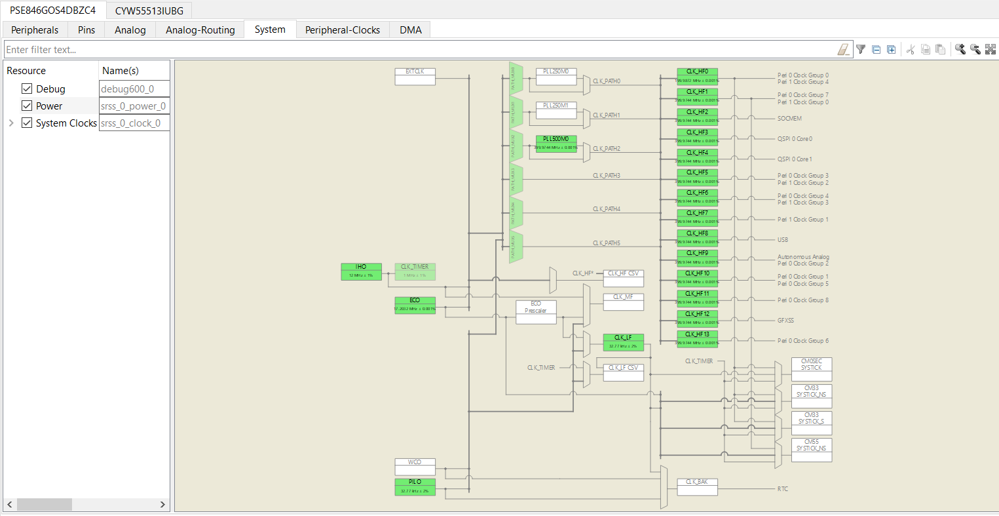 PSE846GOS4DBZC4 CYW55513IUBG
Peripherals Pins Analog Analog-Routing System Peripheral-Clocks DMA
Enter filter text...
Resource Name(s)
Debug debug600_0
Power srss_0_power_0
System Clocks srss_0_clock_0
EXTCLK
PLL250M0
CLK_PATH0
PLL250M1
CLK_PATH1
PATH_MUX2
PLL500M0
399.9744 MHz ± 0.001%
CLK_PATH2
PATH_MUX3
CLK_PATH3
PATH_MUX4
CLK_PATH4
PATH_MUX5
CLK_PATH5
CLK_HF0
199.9872 MHz ± 0.001%
Peri 0 Clock Group 0
Peri 1 Clock Group 4
CLK_HF1
399.9744 MHz ± 0.001%
Peri 0 Clock Group 7
Peri 1 Clock Group 0
CLK_HF2
399.9744 MHz ± 0.001%
SOCMEM
CLK_HF3
399.9744 MHz ± 0.001%
QSPI 0 Core 0
CLK_HF4
399.9744 MHz ± 0.001%
QSPI 0 Core 1
CLK_HF5
399.9744 MHz ± 0.001%
Peri 0 Clock Group 3
Peri 1 Clock Group 2
CLK_HF6
399.9744 MHz ± 0.001%
Peri 0 Clock Group 4
Peri 1 Clock Group 3
CLK_HF7
399.9744 MHz ± 0.001%
Peri 1 Clock Group 1
CLK_HF8
399.9744 MHz ± 0.001%
USB
CLK_HF9
399.9744 MHz ± 0.001%
Autonomous Analog
Peri 0 Clock Group 2
CLK_HF10
399.9744 MHz ± 0.001%
Peri 0 Clock Group 1
Peri 0 Clock Group 5
CLK_HF11
399.9744 MHz ± 0.001%
Peri 0 Clock Group 8
CLK_HF12
399.9744 MHz ± 0.001%
GFXSS
CLK_HF13
399.9744 MHz ± 0.001%
Peri 0 Clock Group 6
IHO
12 MHz ± 1%
CLK_TIMER
1 MHz ± 1%
CLK_HF*
CLK_HF CSV
ECO
17.2032 MHz ± 0.001%
ECO
Prescaler
CLK_MF
CLK_LF
32.77 kHz ± 2%
CLK_TIMER
CLK_LF CSV
CLK_TIMER
CM0SEC
SYSTICK
CM33
SYSTICK_NS
CM33
SYSTICK_S
CM55
SYSTICK_NS
WCO
PILO
32.77 kHz ± 2%
CLK_BAK
RTC